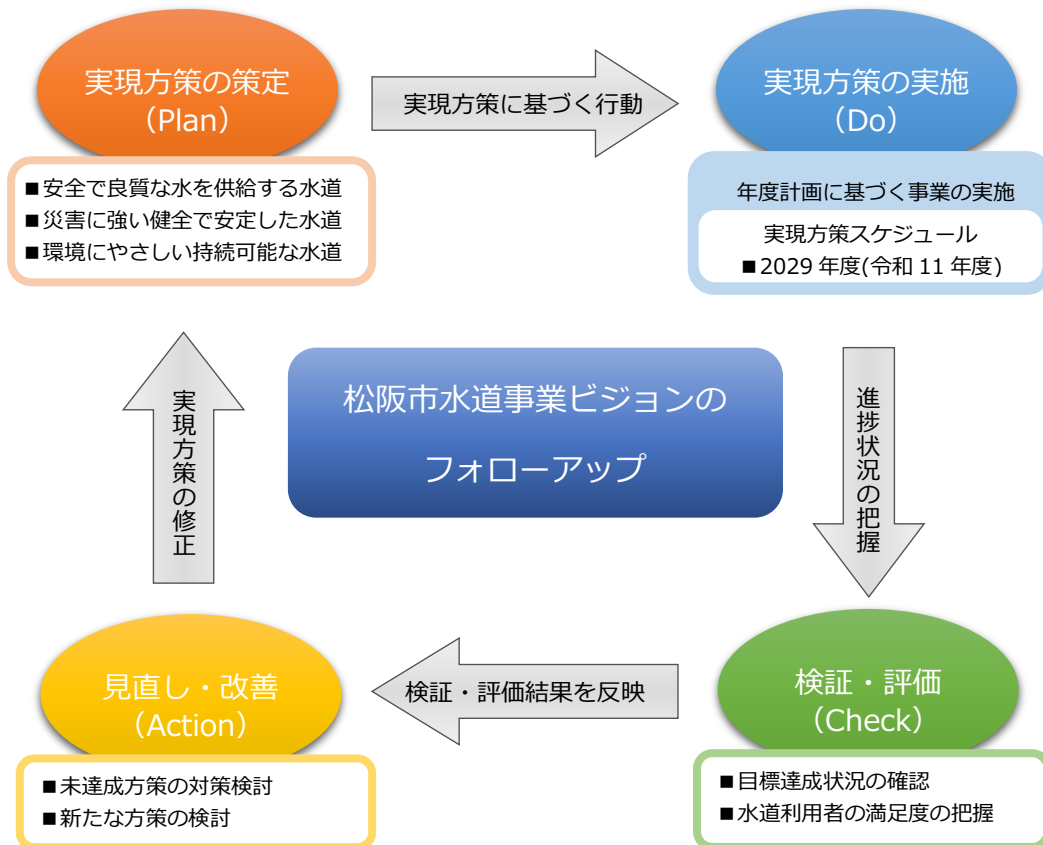 実現方策の策定
（Plan）
■安全で良質な水を供給する水道
■災害に強い健全で安定した水道
■環境にやさしい持続可能な水道
実現方策に基づく行動
実現方策の実施
（Do）
年度計画に基づく事業の実施
実現方策スケジュール
■2029 年度(令和 11 年度)
松阪市水道事業ビジョンの
フォローアップ
進捗状況の把握
検証・評価
（Check）
■目標達成状況の確認
■水道利用者の満足度の把握
検証・評価結果を反映
見直し・改善
（Action）
■未達成方策の対策検討
■新たな方策の検討
実現方策の修正